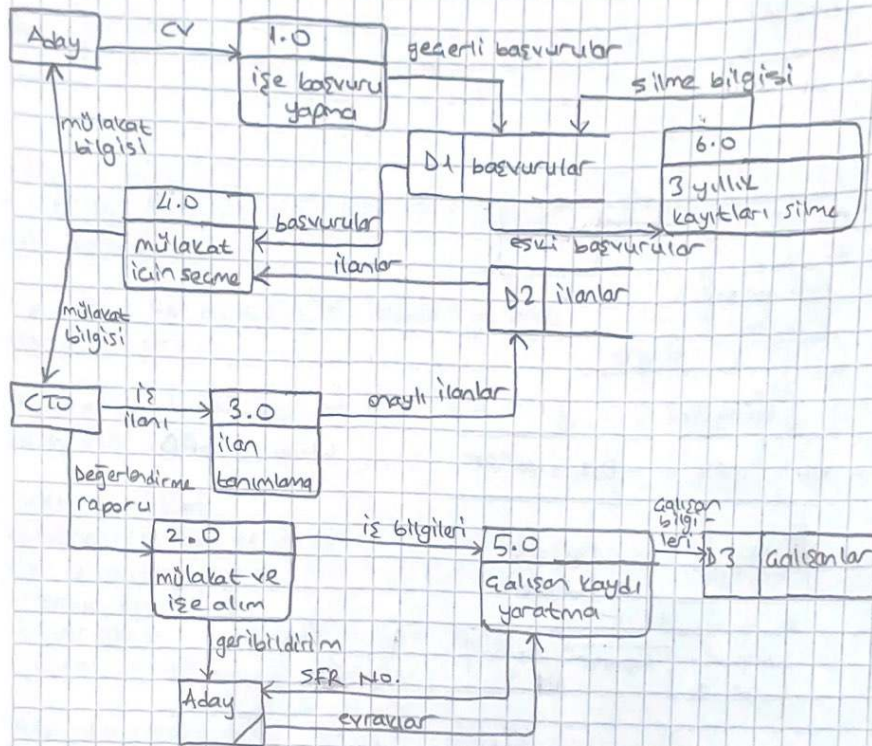 Aday
CV
1.0
işe başvuru
yapma
geçerli başvurular
silme bilgisi
6.0
3 yıllık
kayıtları silme
D1
başvurular
mülakat
bilgisi
4.0
mülakat
için seçme
başvurular
ilanlar
eski başvurular
D2
ilanlar
mülakat
bilgisi
CTO
iş
ilanı
3.0
ilan
tanımlama
onaylı ilanlar
Değerlendirme
raporu
2.0
mülakat ve
işe alım
iş bilgileri
5.0
Çalışan kaydı
yaratma
Çalışan
bilgi-
leri
D3
Çalışanlar
geribildirim
SFR No.
Aday
evraklar